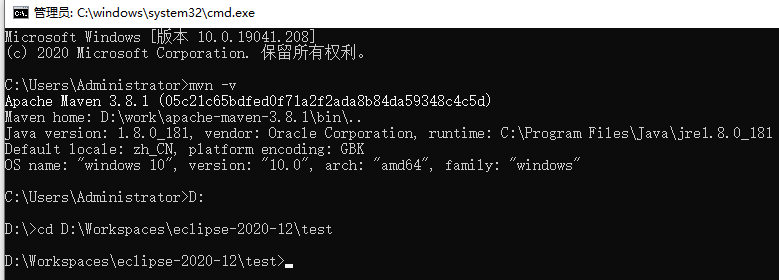 管理员: C:\windows\system32\cmd.exe
Microsoft Windows [版本 10.0.19041.208]
(c) 2020 Microsoft Corporation. 保留所有权利。
C:\Users\Administrator>mvn -v
Apache Maven 3.8.1 (05c21c65bdfed0f71a2f2ada8b84da59348c4c5d)
Maven home: D:\work\apache-maven-3.8.1\bin\..
Java version: 1.8.0_181, vendor: Oracle Corporation, runtime: C:\Program Files\Java\jre1.8.0_181
Default locale: zh_CN, platform encoding: GBK
OS name: "windows 10", version: "10.0", arch: "amd64", family: "windows"
C:\Users\Administrator>D:
D:\>cd D:\Workspaces\eclipse-2020-12\test
D:\Workspaces\eclipse-2020-12\test>